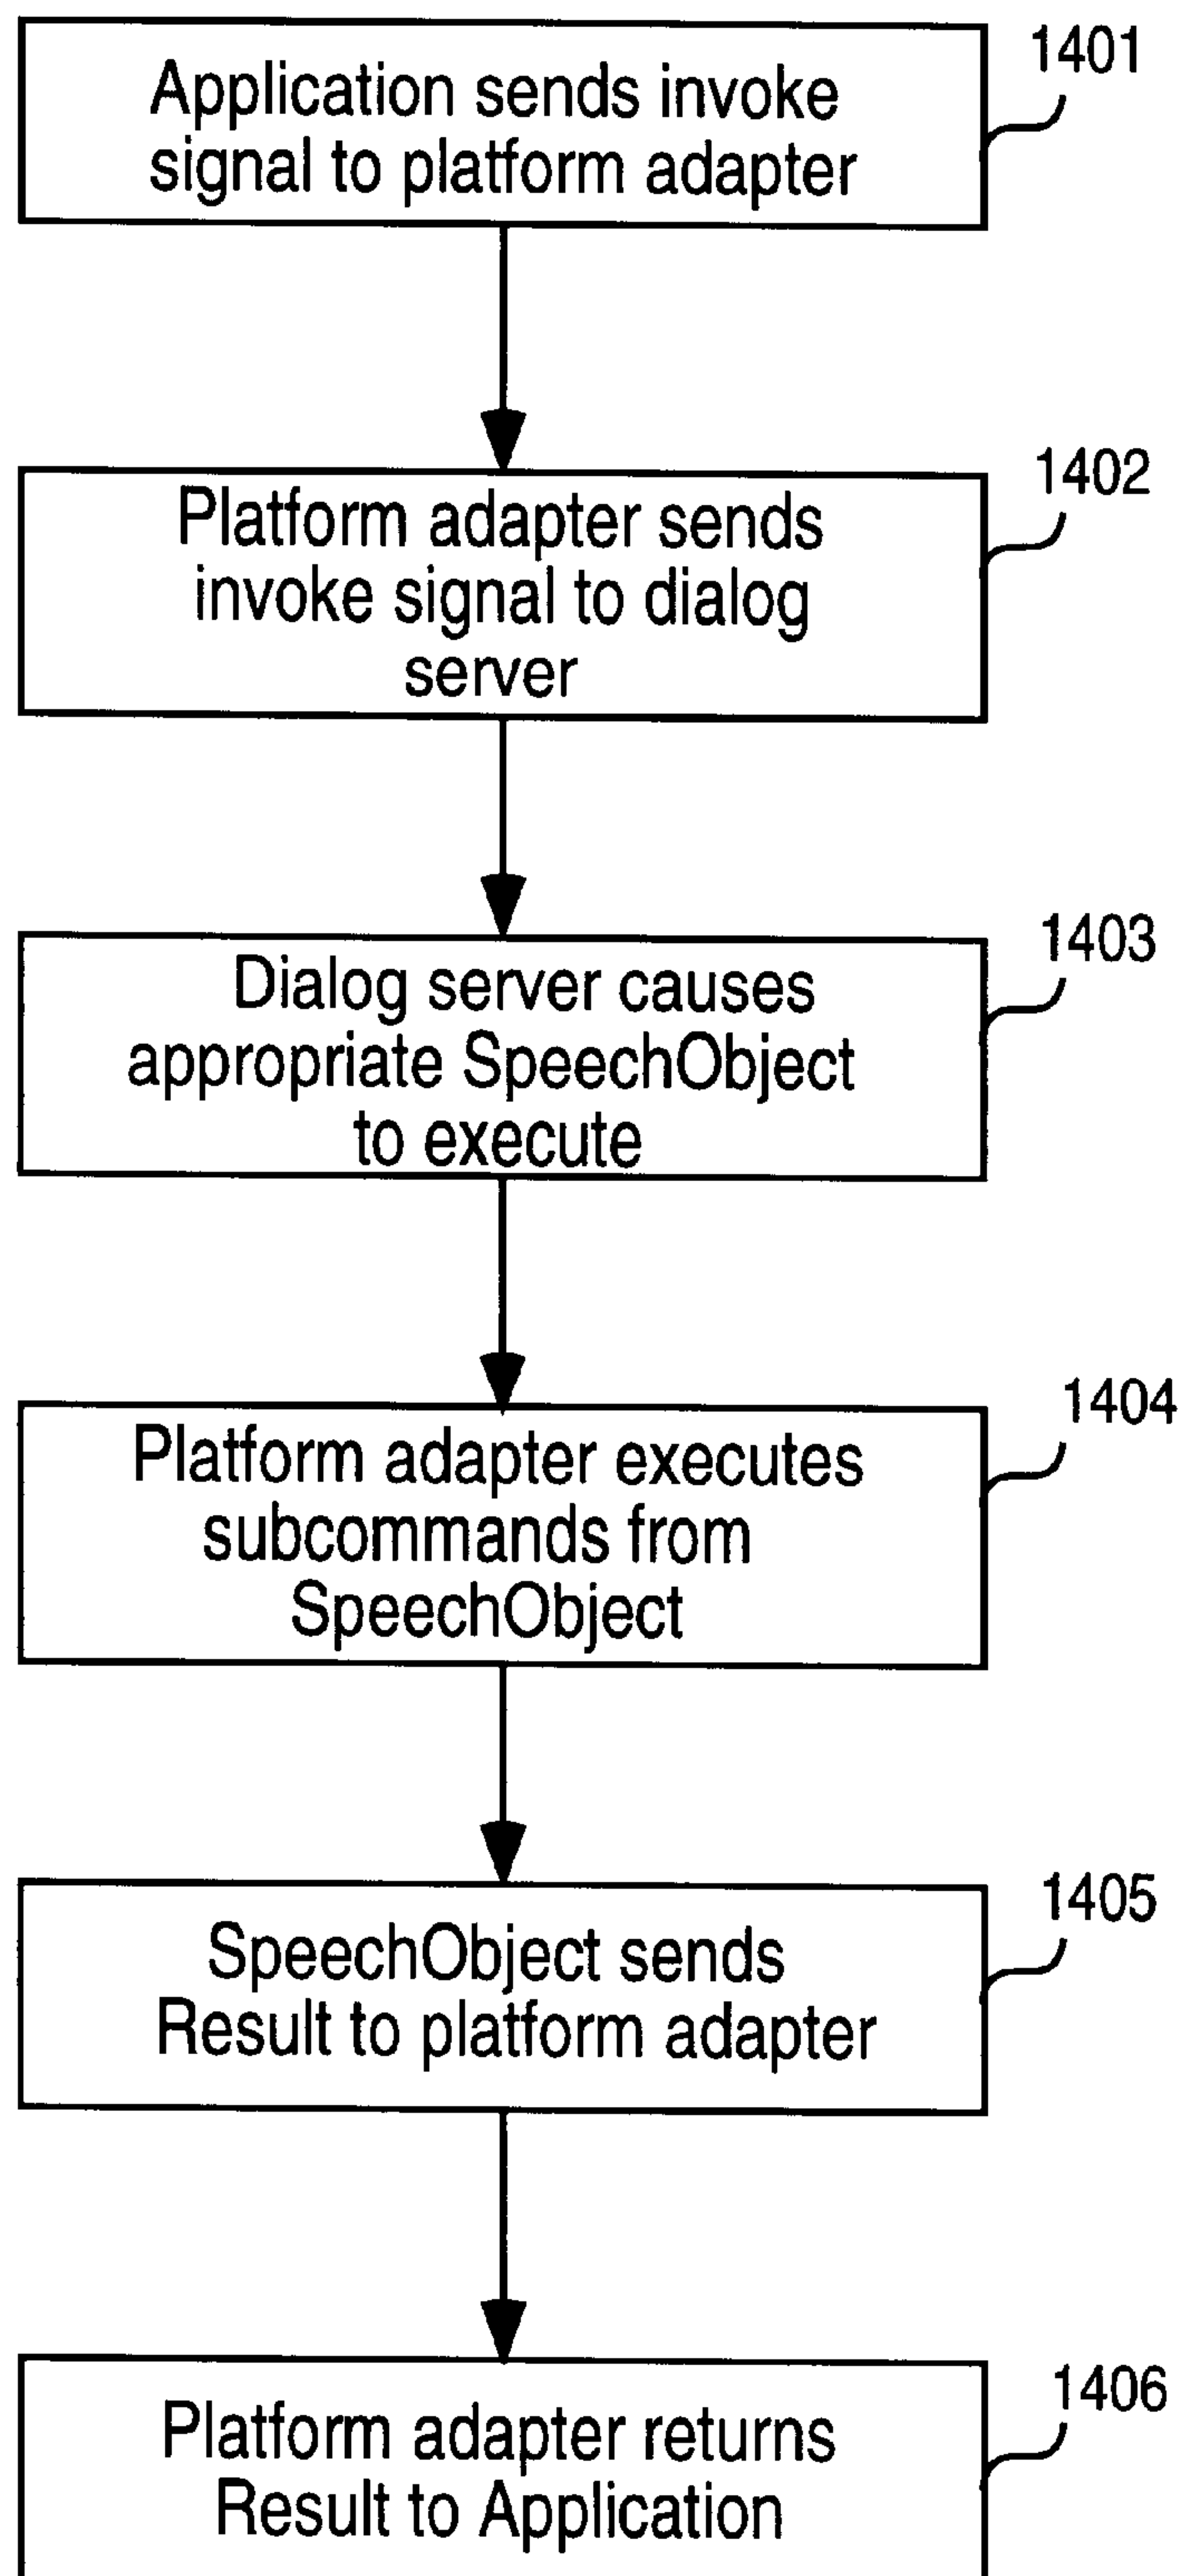 1401
Application sends invoke
signal to platform adapter
1402
Platform adapter sends
invoke signal to dialog
server
1403
Dialog server causes
appropriate SpeechObject
to execute
1404
Platform adapter executes
subcommands from
SpeechObject
1405
SpeechObject sends
Result to platform adapter
1406
Platform adapter returns
Result to Application